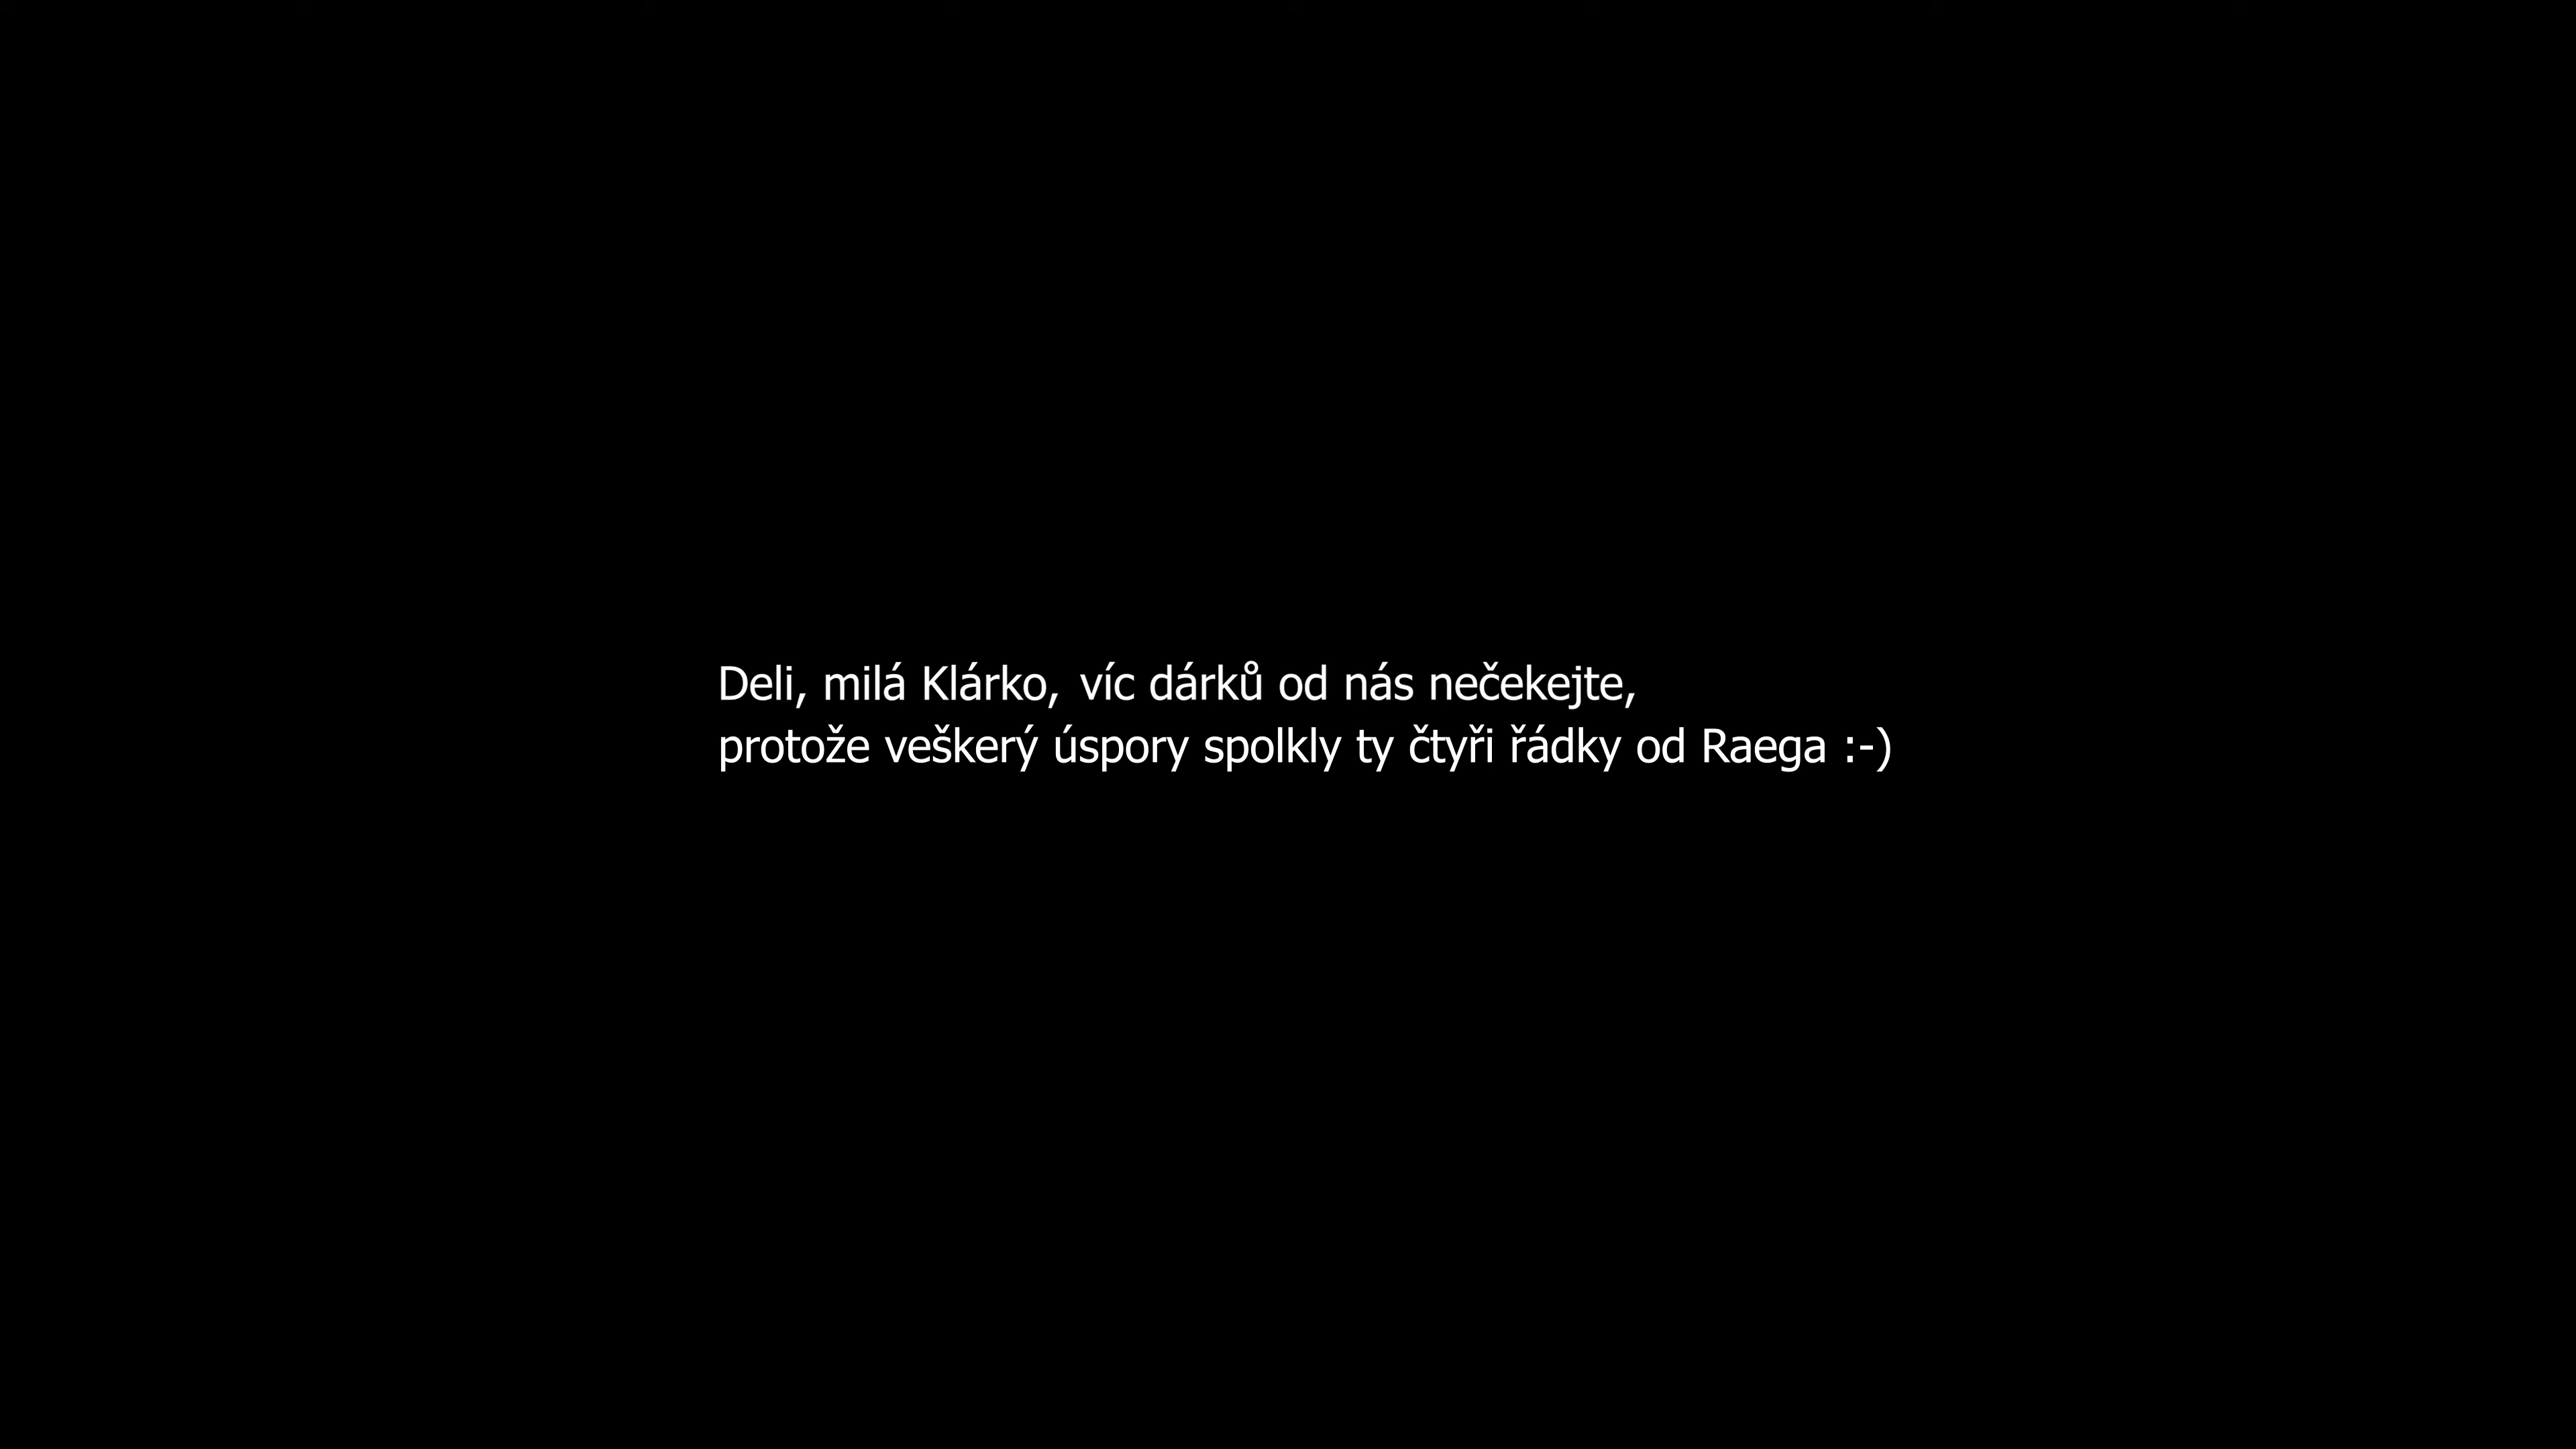 Deli, milá Klárko, víc dárků od nás nečekejte,
protože veškerý úspory spolkly ty čtyři řádky od Raega :-)